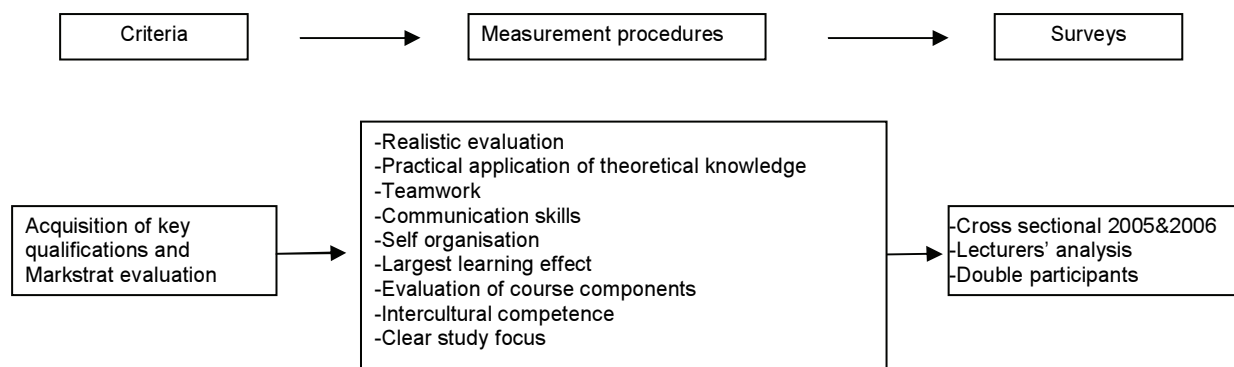 Criteria
Measurement procedures
Surveys
Acquisition of key
qualifications and
Markstrat evaluation
-Realistic evaluation
-Practical application of theoretical knowledge
-Teamwork
-Communication skills
-Self organisation
-Largest learning effect
-Evaluation of course components
-Intercultural competence
-Clear study focus
-Cross sectional 2005&2006
-Lecturers’ analysis
-Double participants